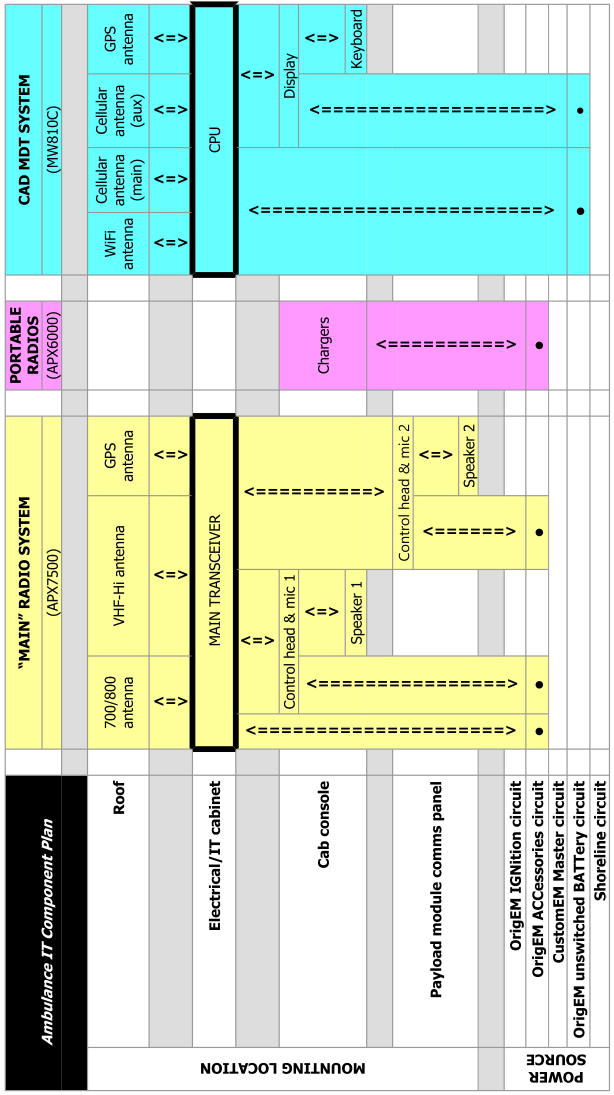 Ambulance IT Component Plan
“MAIN” RADIO SYSTEM
(APX7500)
PORTABLE
RADIOS
(APX6000)
CAD MDT SYSTEM
(MW810C)
MOUNTING LOCATION
Roof
700/800
antenna
VHF-Hi antenna
GPS
antenna
WiFi
antenna
Cellular
antenna
(main)
Cellular
antenna
(aux)
GPS
antenna
<=> <=> <=> <=> <=> <=> <=>
Electrical/IT cabinet
MAIN TRANSCEIVER
CPU
<=> <=>
Cab console
Control head & mic 1
Chargers
Display
<=> <=>
Speaker 1
Keyboard
Payload module comms panel
Control head & mic 2
<=>
Speaker 2
POWER
SOURCE
OrigEM IGNition circuit
OrigEM ACCessories circuit
● ● ● ●
CustomEM Master circuit
OrigEM unswitched BATTery circuit
● ●
Shoreline circuit